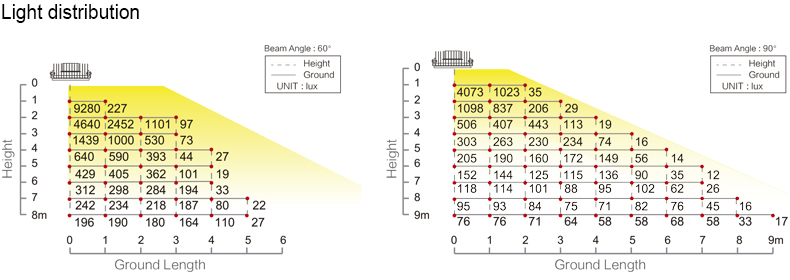 Light distribution
Beam Angle : 60°
Height
Ground
UNIT : lux
0
1
2
3
4
5
6
7
8m
Height
9280 227
4640 2452 1101 97
1439 1000 530 73
640 590 393 44 27
429 405 362 101 19
312 298 284 194 33
242 234 218 187 80 22
196 190 180 164 110 27
0 1 2 3 4 5 6
Ground Length
Beam Angle : 90°
Height
Ground
UNIT : lux
0
1
2
3
4
5
6
7
8
9m
Height
4073 1023 35
1098 837 206 29
506 407 443 113 19
303 263 230 234 74 16
205 190 160 172 149 56 14
152 144 125 115 136 90 35 12
118 114 101 88 95 102 62 26
95 93 84 75 71 82 76 45 16
76 76 71 64 58 58 68 58 33 17
0 1 2 3 4 5 6 7 8 9m
Ground Length